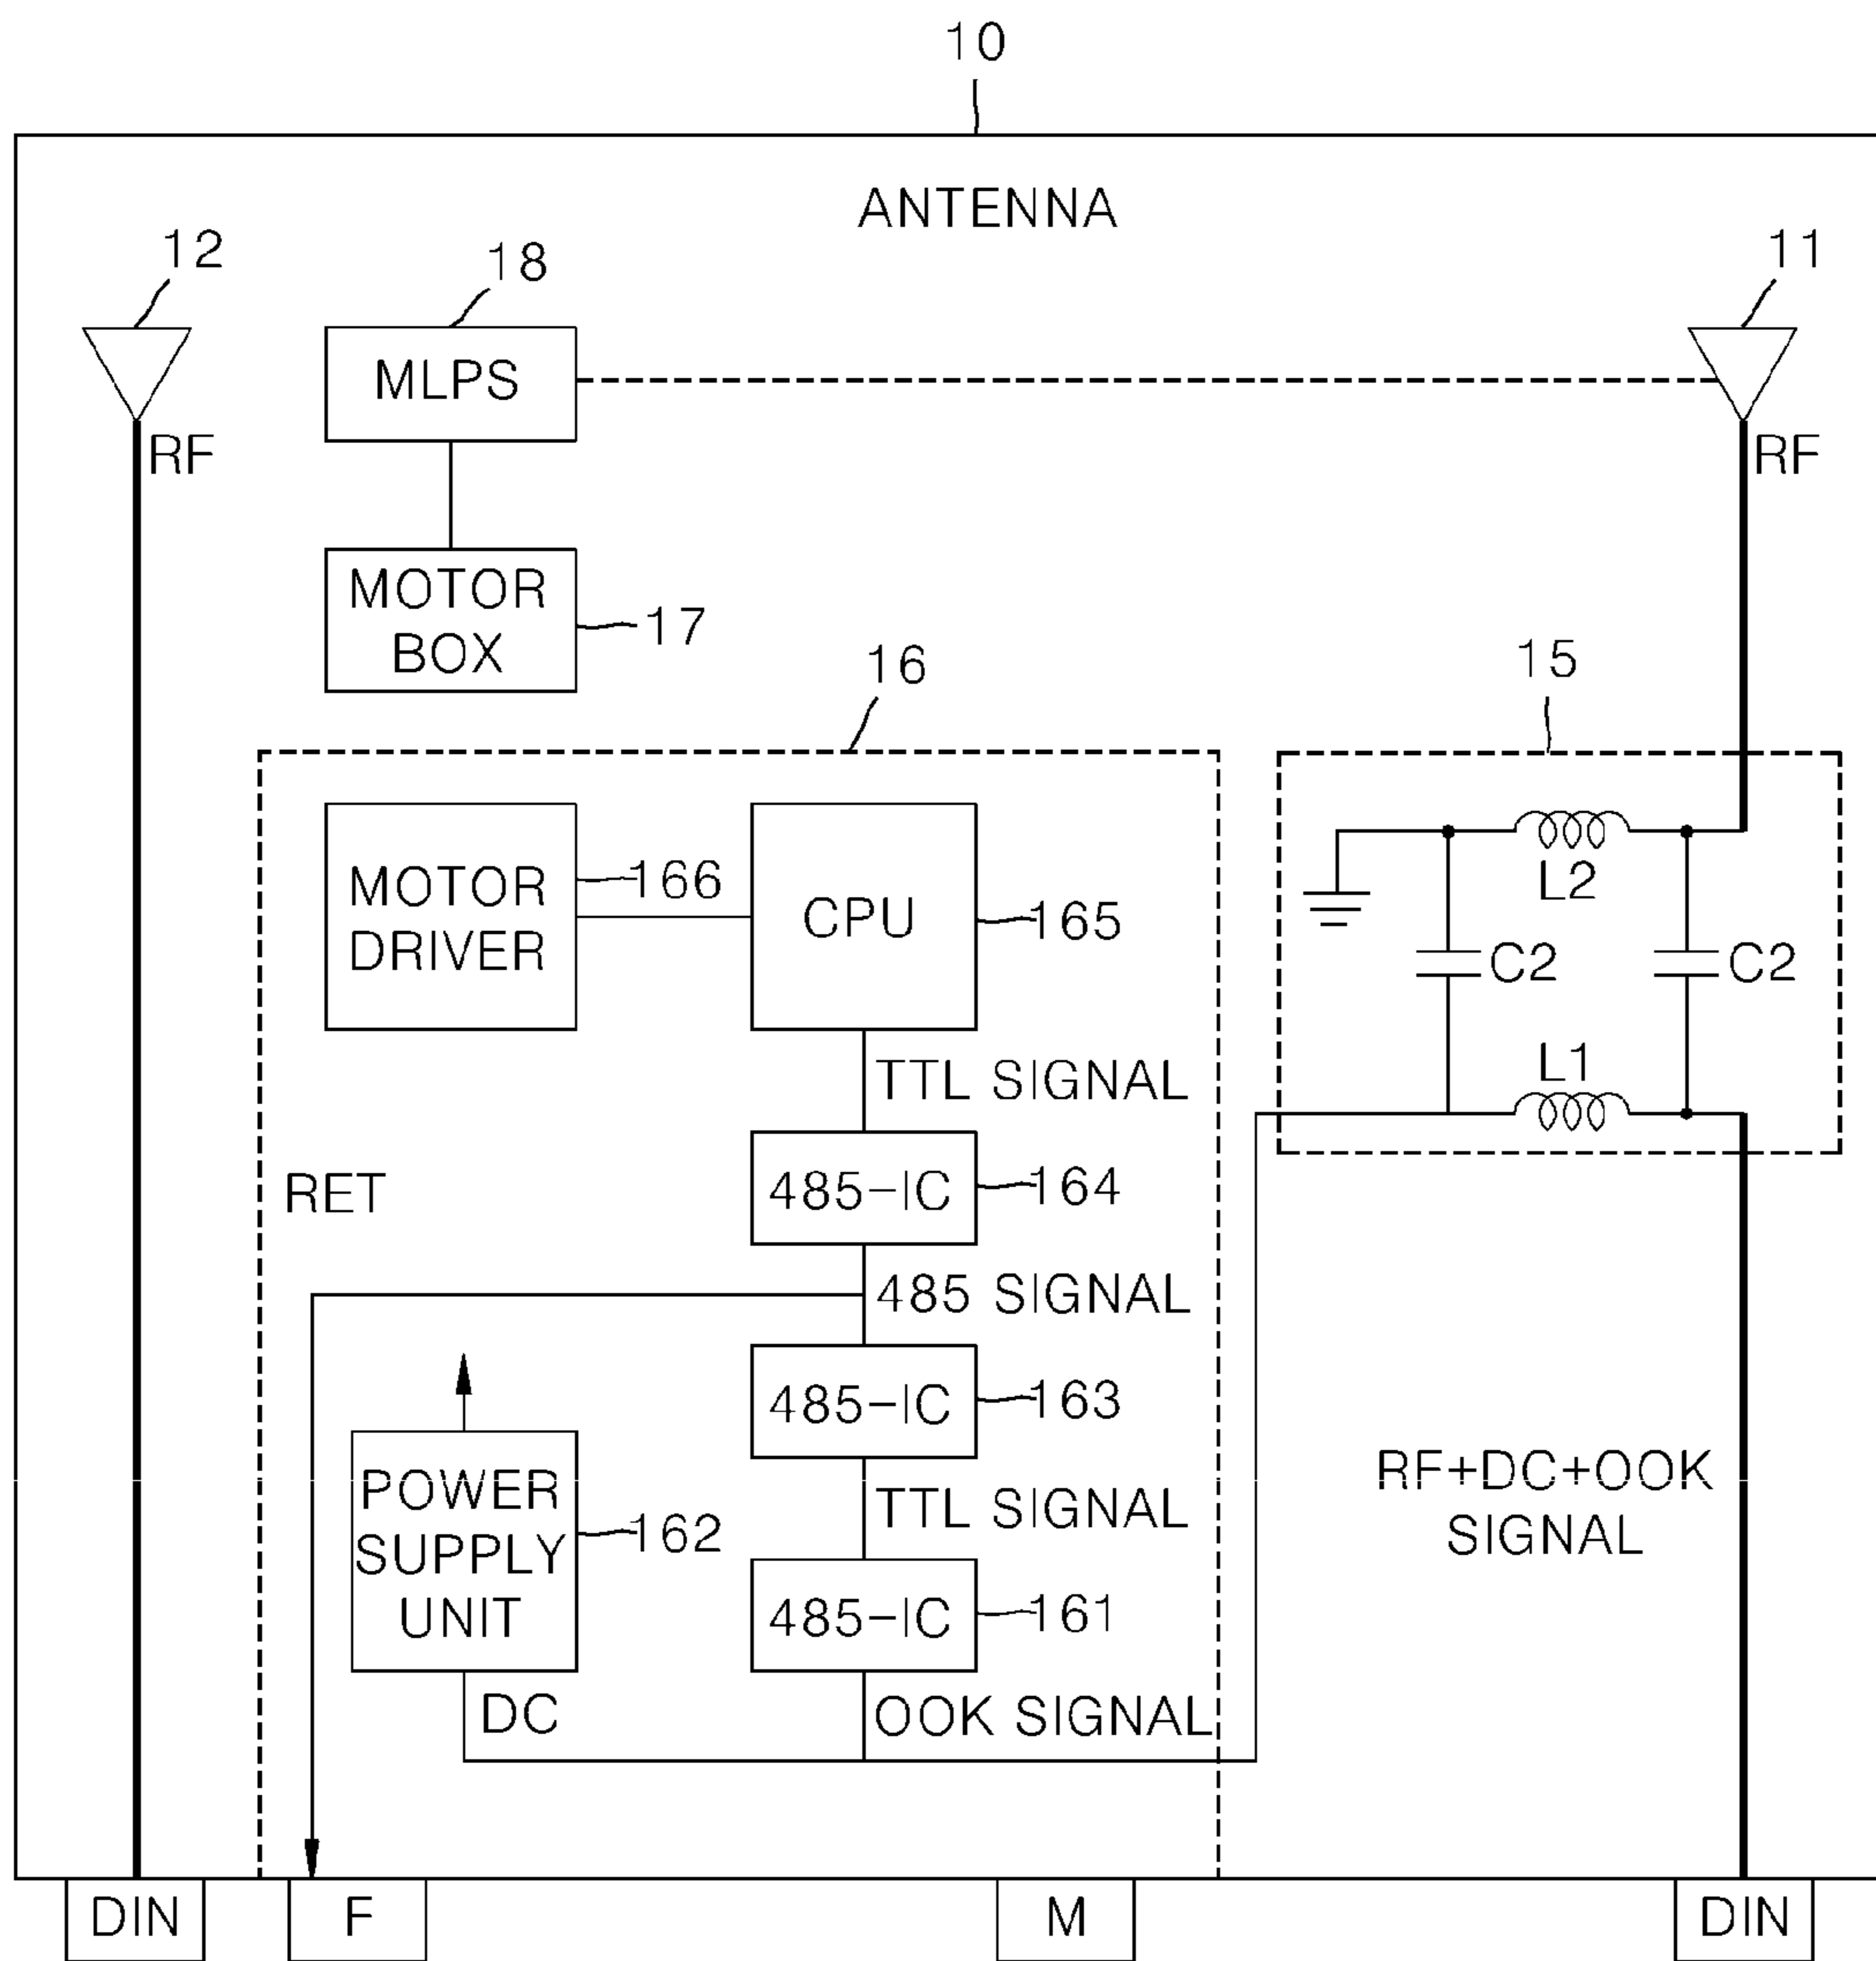 10
ANTENNA
12
18
11
MLPS
RF
RF
MOTOR
BOX
17
16
15
MOTOR
DRIVER
166
CPU
165
L2
C2
C2
L1
TTL SIGNAL
RET
485-IC
164
485 SIGNAL
485-IC
163
POWER
SUPPLY
UNIT
162
TTL SIGNAL
RF+DC+OOK
SIGNAL
485-IC
161
DC
OOK SIGNAL
DIN
F
M
DIN